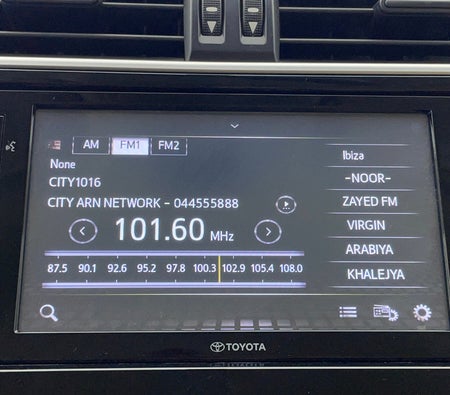 AM FM1 FM2
None
CITY1016
CITY ARN NETWORK - 044555888
101.60 MHz
87.5 90.1 92.6 95.2 97.8 100.3 102.9 105.4 108.0
Ibiza
-NOOR-
ZAYED FM
VIRGIN
ARABIYA
KHALEJYA
TOYOTA